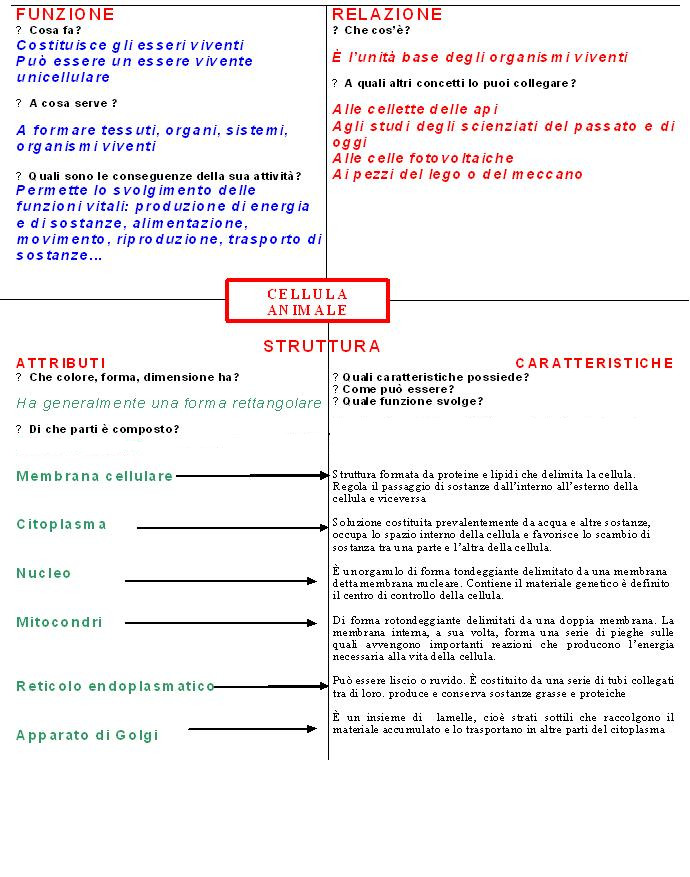 FUNZIONE
? Cosa fa?
Costituisce gli esseri viventi
Può essere un essere vivente
unicellulare
? A cosa serve ?
A formare tessuti, organi, sistemi,
organismi viventi
? Quali sono le conseguenze della sua attività?
Permette lo svolgimento delle
funzioni vitali: produzione di energia
e di sostanze, alimentazione,
movimento, riproduzione, trasporto di
sostanze...
RELAZIONE
? Che cos'è?
È l'unità base degli organismi viventi
? A quali altri concetti lo puoi collegare?
Alle cellette delle api
Agli studi degli scienziati del passato e di
oggi
Alle celle fotovoltaiche
Ai pezzi del lego o del meccano
CELLULA
ANIMALE
STRUTTURA
ATTRIBUTI
? Che colore, forma, dimensione ha?
Ha generalmente una forma rettangolare
? Di che parti è composto?
CARATTERISTICHE
? Quali caratteristiche possiede?
? Come può essere?
? Quale funzione svolge?
Membrana cellulare
Struttura formata da proteine e lipidi che delimita la cellula.
Regola il passaggio di sostanze dall'interno all'esterno della
cellula e viceversa
Citoplasma
Soluzione costituita prevalentemente da acqua e altre sostanze,
occupa lo spazio interno della cellula e favorisce lo scambio di
sostanza tra una parte e l'altra della cellula.
Nucleo
È un organulo di forma tondeggiante delimitato da una membrana
detta membrana nucleare. Contiene il materiale genetico è definito
il centro di controllo della cellula.
Mitocondri
Di forma rotondeggiante delimitati da una doppia membrana. La
membrana interna, a sua volta, forma una serie di pieghe sulle
quali avvengono importanti reazioni che producono l'energia
necessaria alla vita della cellula.
Reticolo endoplasmatico
Può essere liscio o ruvido. È costituito da una serie di tubi collegati
tra di loro. produce e conserva sostanze grasse e proteiche
Apparato di Golgi
È un insieme di lamelle, cioè strati sottili che raccolgono il
materiale accumulato e lo trasportano in altre parti del citoplasma